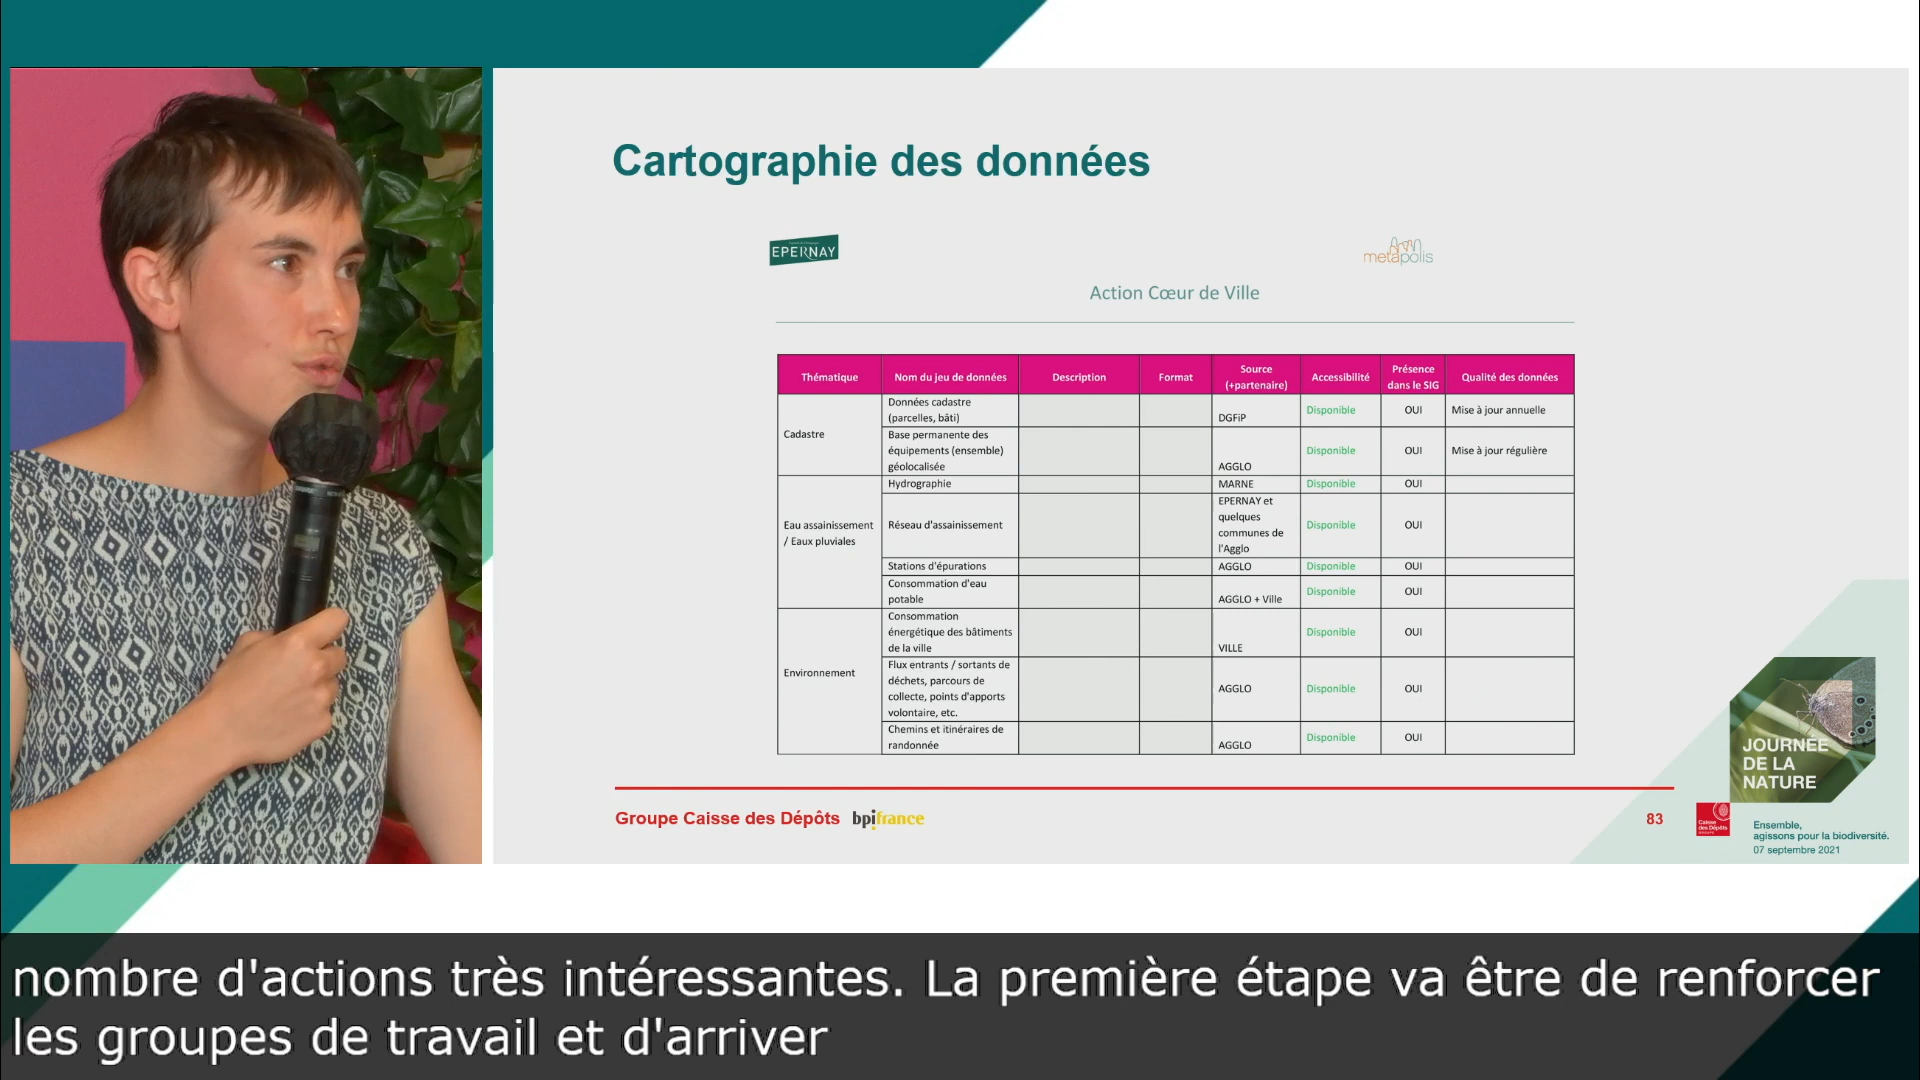 Cartographie des données
EPERNAY
metapolis
Action Cœur de Ville
Thématique
Nom du jeu de données
Description
Format
Source
(+partenaire)
Accessibilité
Présence
dans le SIG
Qualité des données
Cadastre
Données cadastre
(parcelles, bâti)
DGFiP
Disponible
OUI
Mise à jour annuelle
Base permanente des
équipements (ensemble)
géolocalisée
AGGLO
Disponible
OUI
Mise à jour régulière
Eau assainissement
/ Eaux pluviales
Hydrographie
MARNE
Disponible
OUI
Réseau d'assainissement
EPERNAY et
quelques
communes de
l'Agglo
Disponible
OUI
Stations d'épurations
AGGLO
Disponible
OUI
Consommation d'eau
potable
AGGLO + Ville
Disponible
OUI
Environnement
Consommation
énergétique des bâtiments
de la ville
VILLE
Disponible
OUI
Flux entrants / sortants de
déchets, parcours de
collecte, points d'apports
volontaire, etc.
AGGLO
Disponible
OUI
Chemins et itinéraires de
randonnée
AGGLO
Disponible
OUI
JOURNÉE
DE LA
NATURE
Groupe Caisse des Dépôts bpifrance
83
Caisse
des Dépôts
GROUPE
Ensemble,
agissons pour la biodiversité.
07 septembre 2021
nombre d'actions très intéressantes. La première étape va être de renforcer
les groupes de travail et d'arriver